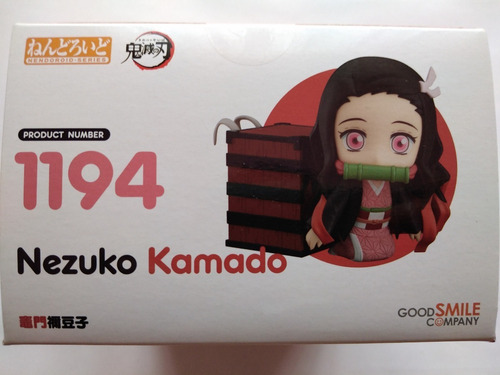 ねんどろいど
NENDOROID SERIES
鬼滅の刃
PRODUCT NUMBER
1194
Nezuko Kamado
竈門禰豆子
GOOD SMILE
COMPANY